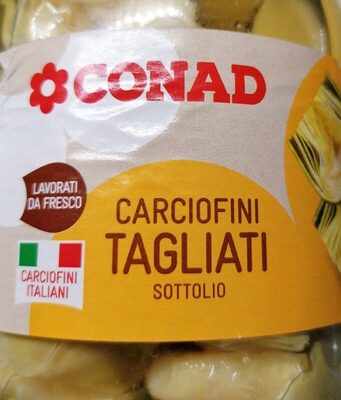 CONAD
LAVORATI
DA FRESCO
CARCIOFINI
TAGLIATI
SOTTOLIO
CARCIOFINI
ITALIANI